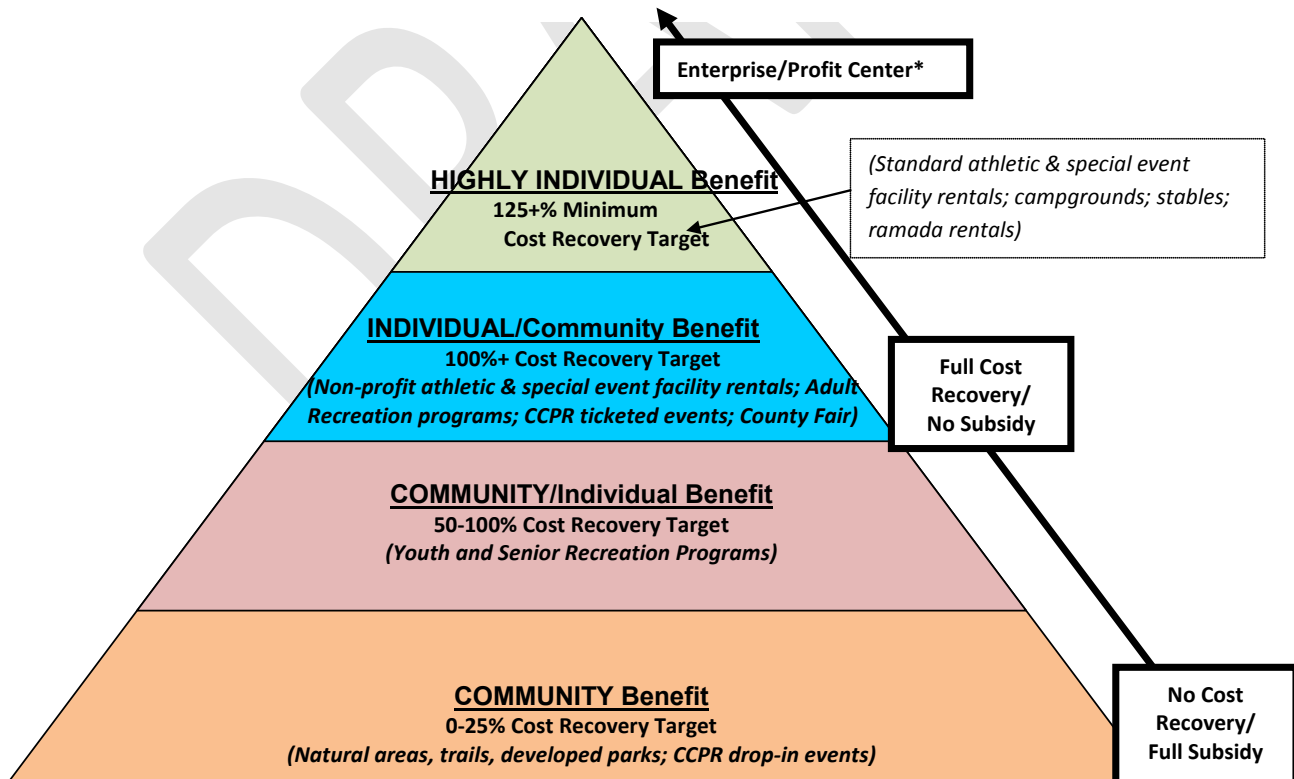 Enterprise/Profit Center*
(Standard athletic & special event
facility rentals; campgrounds; stables;
ramada rentals)
HIGHLY INDIVIDUAL Benefit
125+% Minimum
Cost Recovery Target
INDIVIDUAL/Community Benefit
100%+ Cost Recovery Target
(Non-profit athletic & special event facility rentals; Adult
Recreation programs; CCPR ticketed events; County Fair)
Full Cost
Recovery/
No Subsidy
COMMUNITY/Individual Benefit
50-100% Cost Recovery Target
(Youth and Senior Recreation Programs)
COMMUNITY Benefit
0-25% Cost Recovery Target
(Natural areas, trails, developed parks; CCPR drop-in events)
No Cost
Recovery/
Full Subsidy